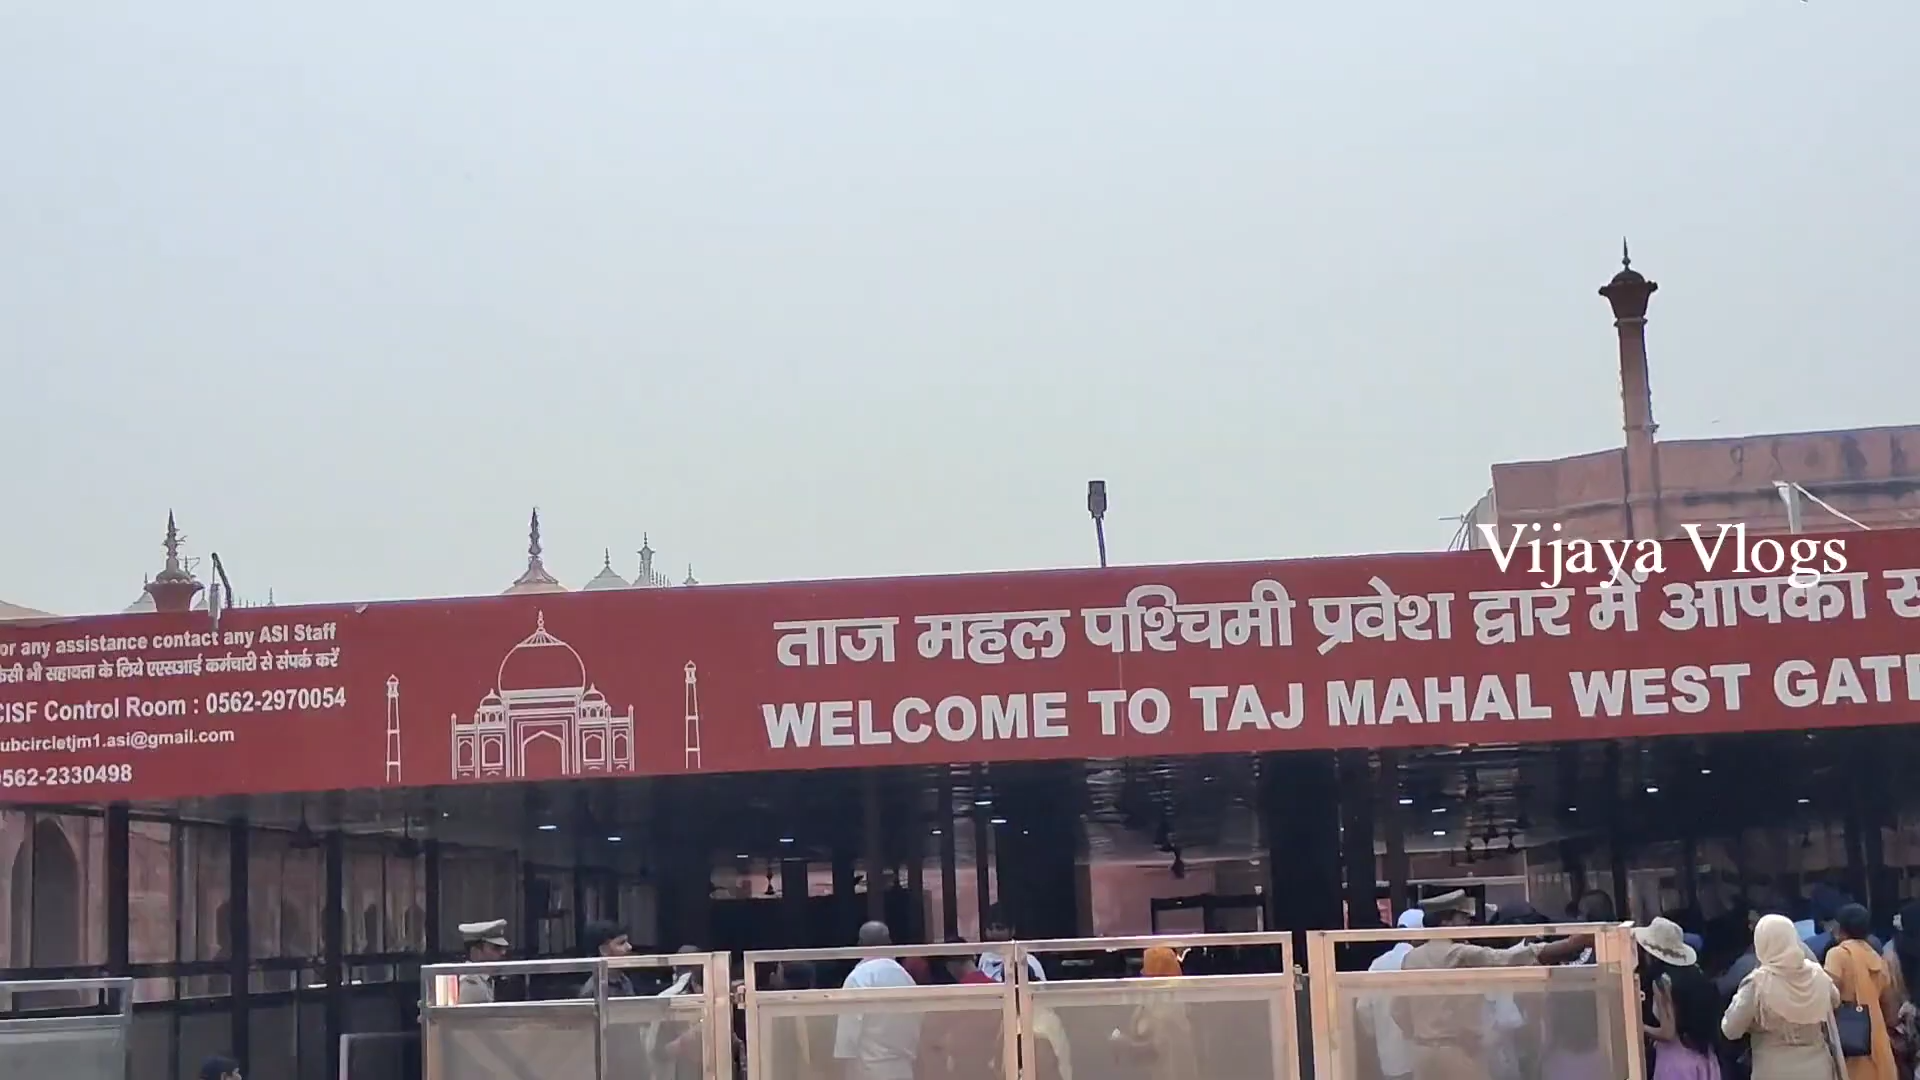 or any assistance contact any ASI Staff
भी सहायता के लिये एएसआई कर्मचारी से संपर्क करें
CISF Control Room : 0562-2970054
ubcircletjm1.asi@gmail.com
0562-2330498
ताज महल पश्चिमी प्रवेश द्वार में आपका
WELCOME TO TAJ MAHAL WEST GATE
Vijaya Vlogs